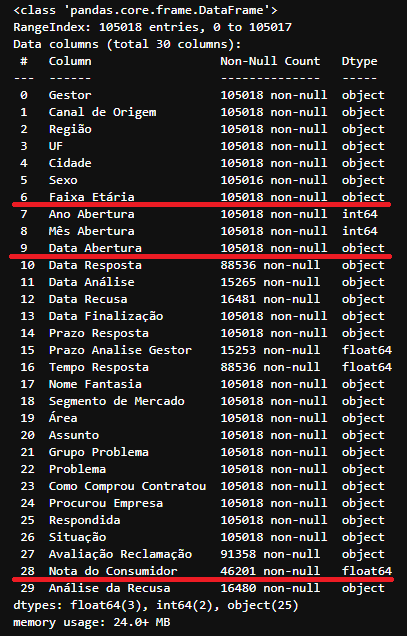 <class 'pandas.core.frame.DataFrame'>
RangeIndex: 105018 entries, 0 to 105017
Data columns (total 30 columns):
 #   Column                 Non-Null Count   Dtype
---  ------                 --------------   -----
 0   Gestor                 105018 non-null  object
 1   Canal de Origem        105018 non-null  object
 2   Região                 105018 non-null  object
 3   UF                     105018 non-null  object
 4   Cidade                 105018 non-null  object
 5   Sexo                   105016 non-null  object
 6   Faixa Etária           105018 non-null  object
 7   Ano Abertura           105018 non-null  int64
 8   Mês Abertura           105018 non-null  int64
 9   Data Abertura          105018 non-null  object
 10  Data Resposta          88536 non-null   object
 11  Data Análise           15265 non-null   object
 12  Data Recusa            16481 non-null   object
 13  Data Finalização       105018 non-null  object
 14  Prazo Resposta         105018 non-null  object
 15  Prazo Analise Gestor   15253 non-null   float64
 16  Tempo Resposta         88536 non-null   float64
 17  Nome Fantasia          105018 non-null  object
 18  Segmento de Mercado    105018 non-null  object
 19  Área                   105018 non-null  object
 20  Assunto                105018 non-null  object
 21  Grupo Problema         105018 non-null  object
 22  Problema               105018 non-null  object
 23  Como Comprou Contratou 105018 non-null  object
 24  Procurou Empresa       105018 non-null  object
 25  Respondida             105018 non-null  object
 26  Situação               105018 non-null  object
 27  Avaliação Reclamação   91358 non-null   object
 28  Nota do Consumidor     46201 non-null   float64
 29  Análise da Recusa      16480 non-null   object
dtypes: float64(3), int64(2), object(25)
memory usage: 24.0+ MB